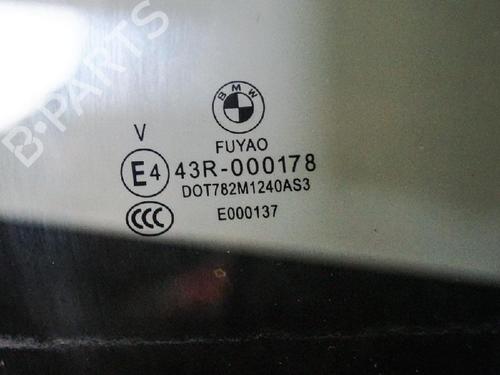 B-PARTS
BMW
FUYAO
V
E4 43R-000178
DOT782M1240AS3
CCC E000137